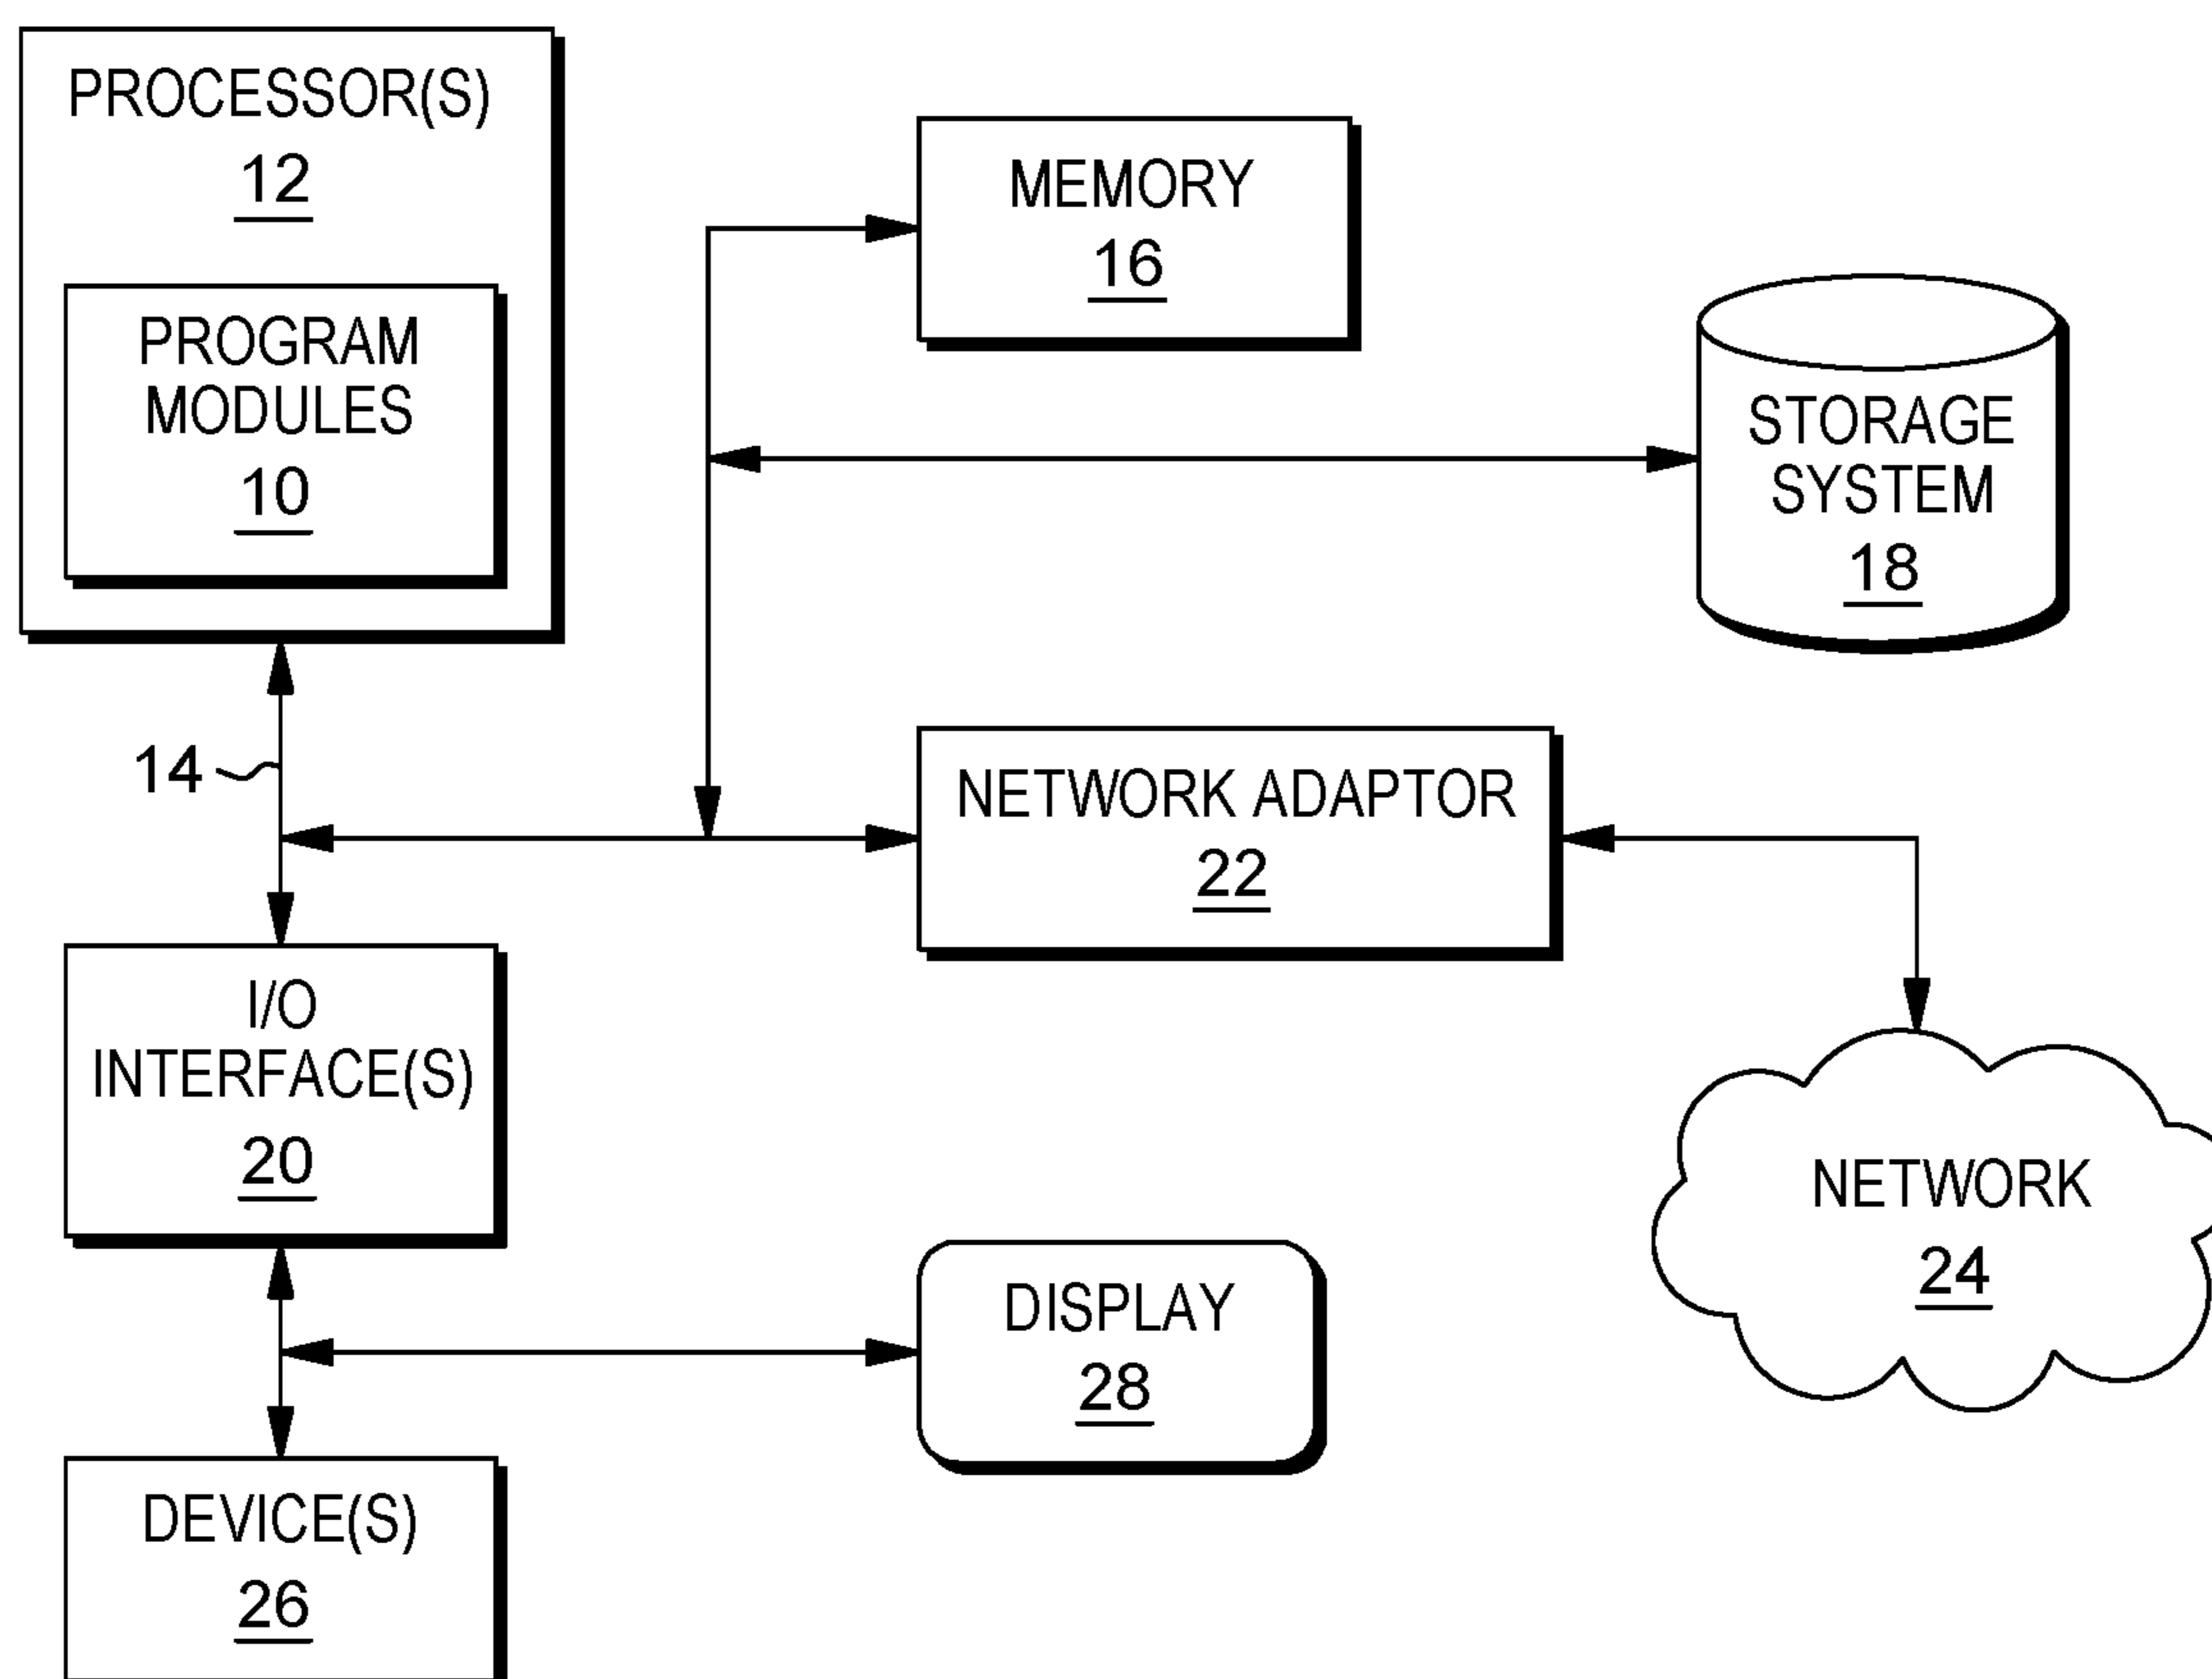 PROCESSOR(S)
12
PROGRAM
MODULES
10
14
MEMORY
16
STORAGE
SYSTEM
18
NETWORK ADAPTOR
22
I/O
INTERFACE(S)
20
NETWORK
24
DISPLAY
28
DEVICE(S)
26